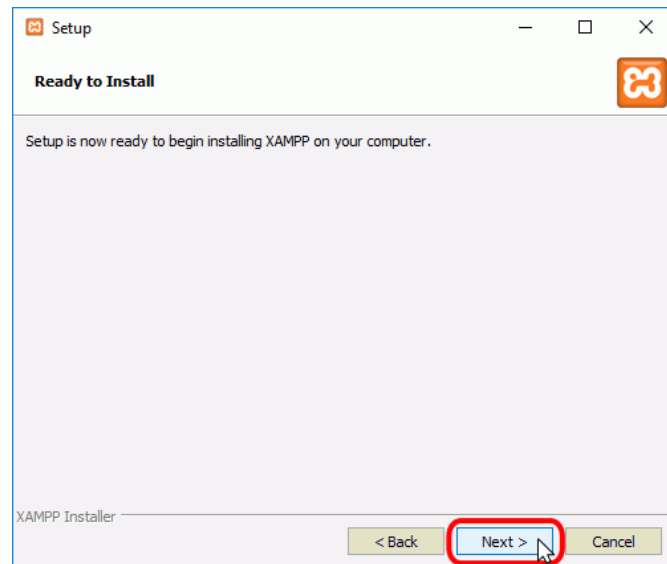 Setup
Ready to Install
Setup is now ready to begin installing XAMPP on your computer.
XAMPP Installer
< Back Next > Cancel